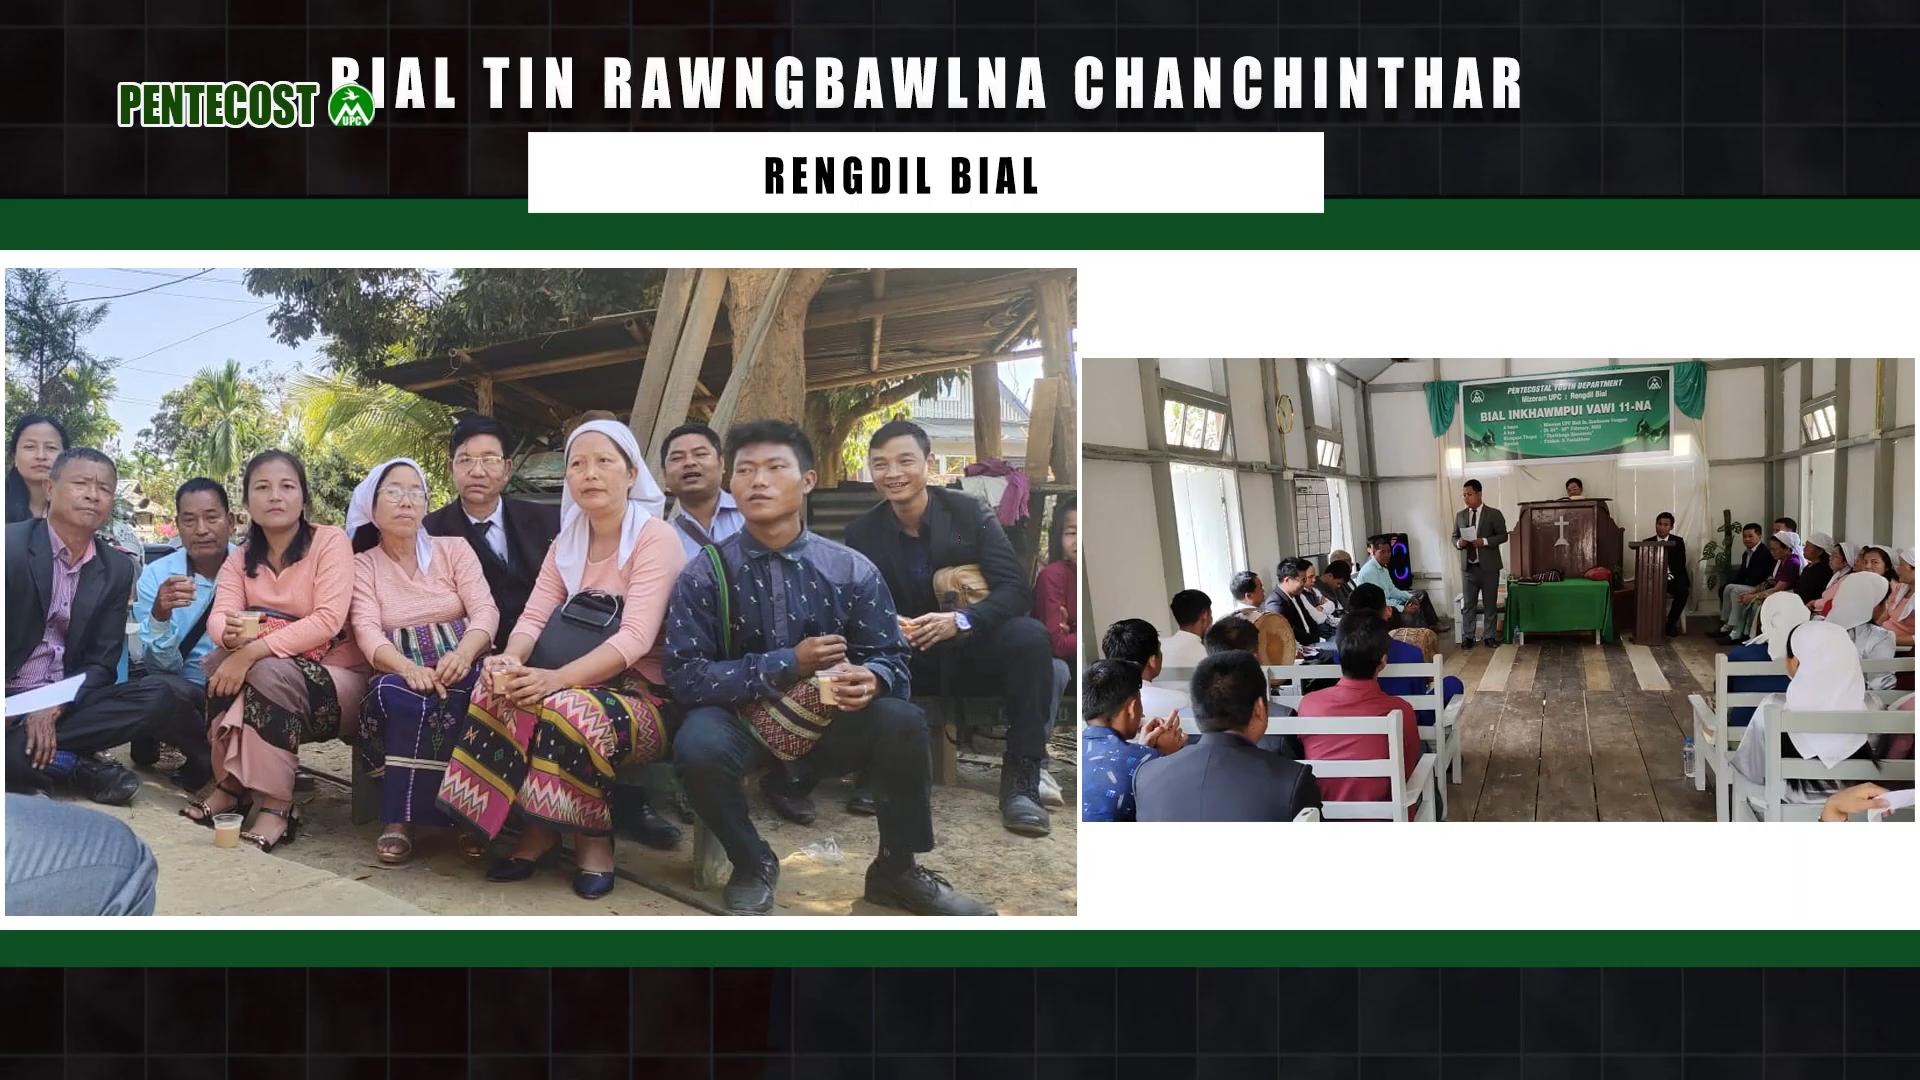 BIAL TIN RAWNGBAWLNA CHANCHINTHAR
PENTECOST
UPC
RENGDIL BIAL
PENTECOSTAL YOUTH DEPARTMENT
Mizoram UPC : Rengdil Bial
BIAL INKHAWMPUI VAWI 11-NA